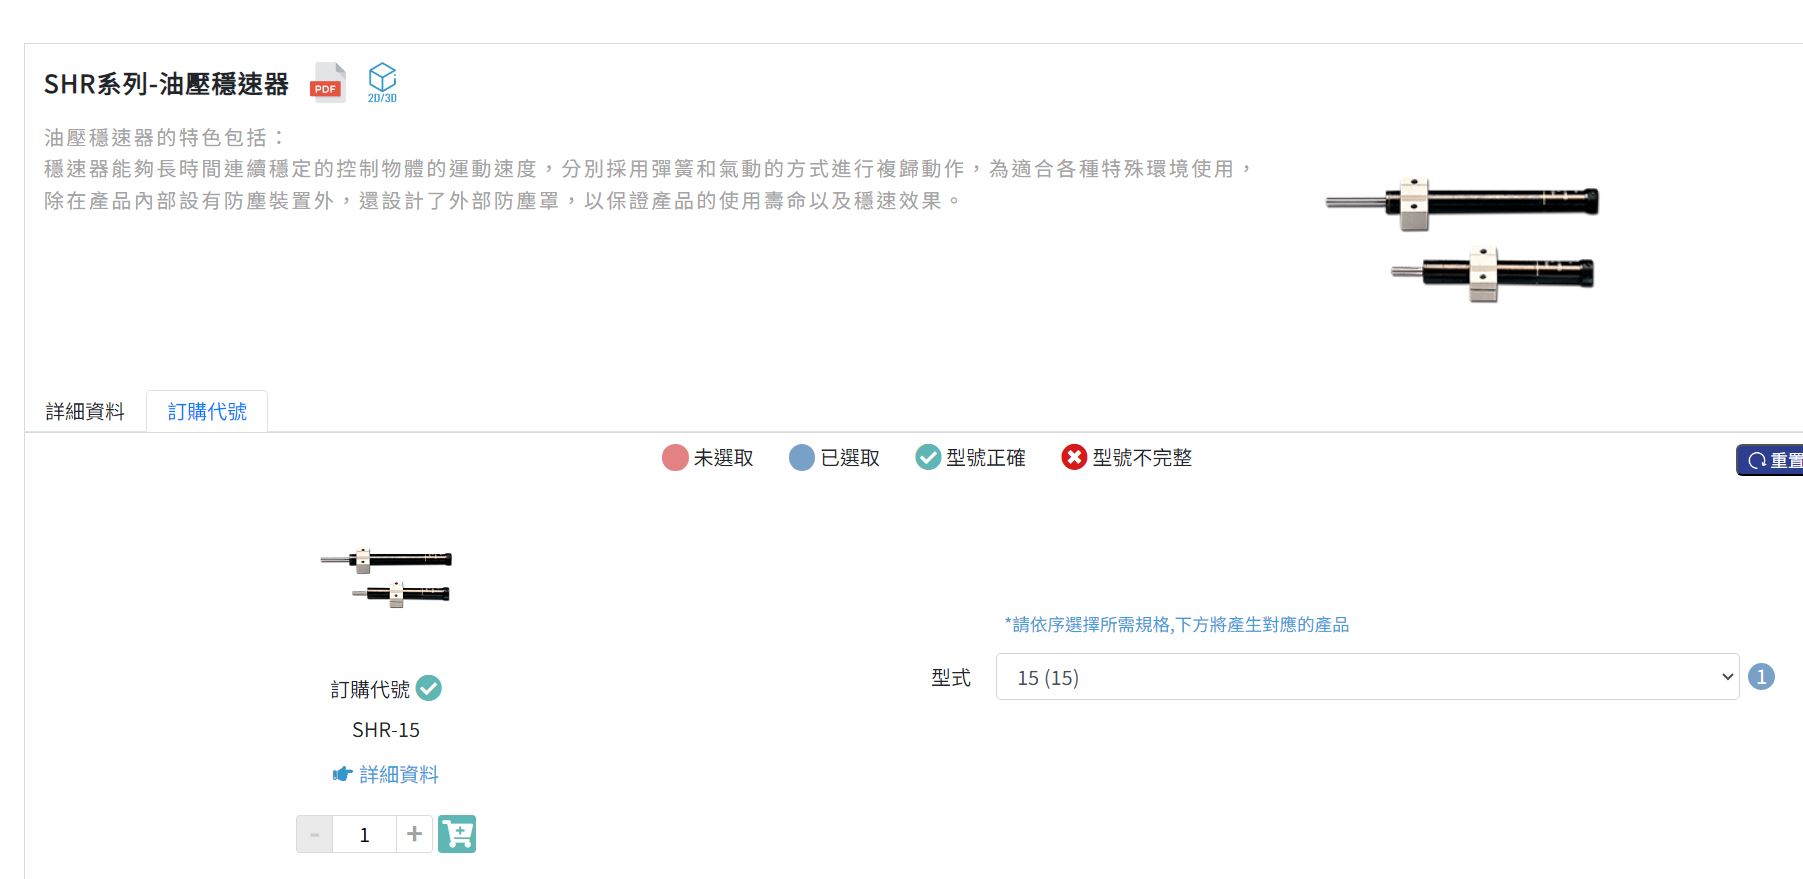 SHR系列-油壓穩速器
PDF
2D/3D
油壓穩速器的特色包括：
穩速器能夠長時間連續穩定的控制物體的運動速度，分別採用彈簧和氣動的方式進行複歸動作，為適合各種特殊環境使用，
除在產品內部設有防塵裝置外，還設計了外部防塵罩，以保證產品的使用壽命以及穩速效果。
詳細資料
訂購代號
未選取
已選取
型號正確
型號不完整
重置
*請依序選擇所需規格,下方將產生對應的產品
型式
15 (15)
1
訂購代號
SHR-15
詳細資料
- 1 +